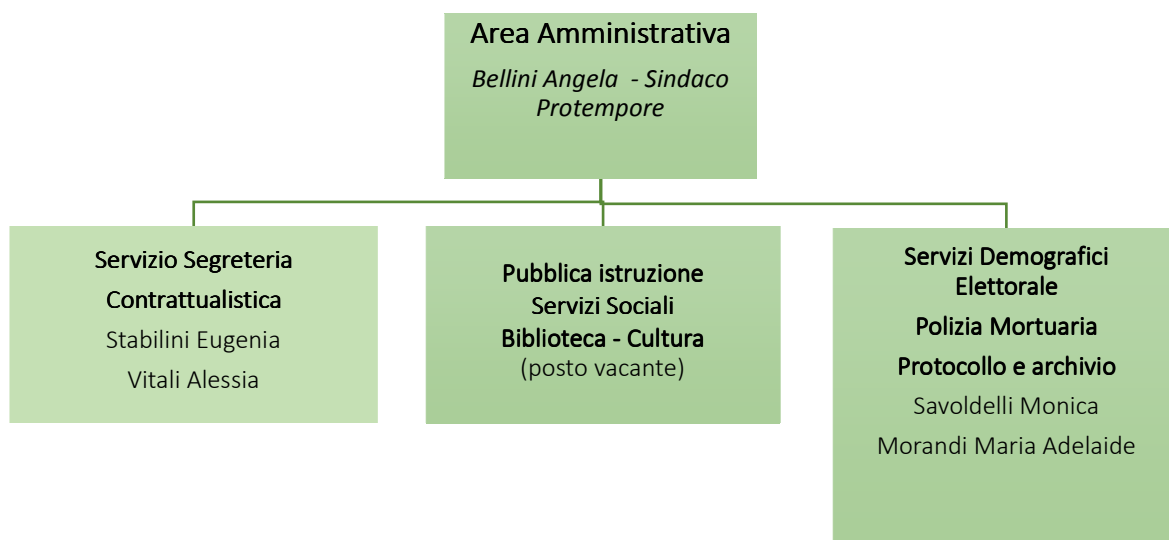 Area Amministrativa
Bellini Angela - Sindaco
Protempore
Servizio Segreteria
Contrattualistica
Stabilini Eugenia
Vitali Alessia
Pubblica istruzione
Servizi Sociali
Biblioteca - Cultura
(posto vacante)
Servizi Demografici
Elettorale
Polizia Mortuaria
Protocollo e archivio
Savoldelli Monica
Morandi Maria Adelaide